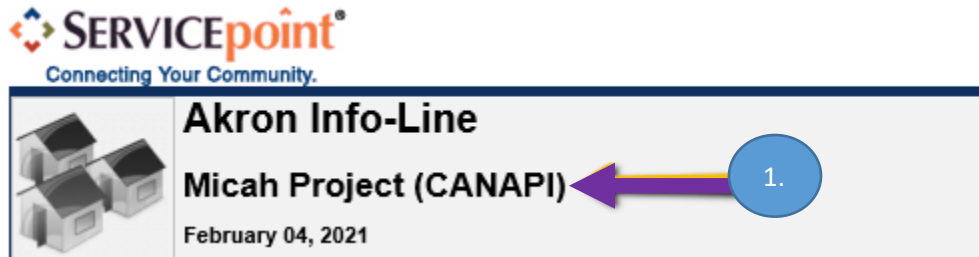 SERVICEpoint®
Connecting Your Community.
Akron Info-Line
Micah Project (CANAPI)
1.
February 04, 2021